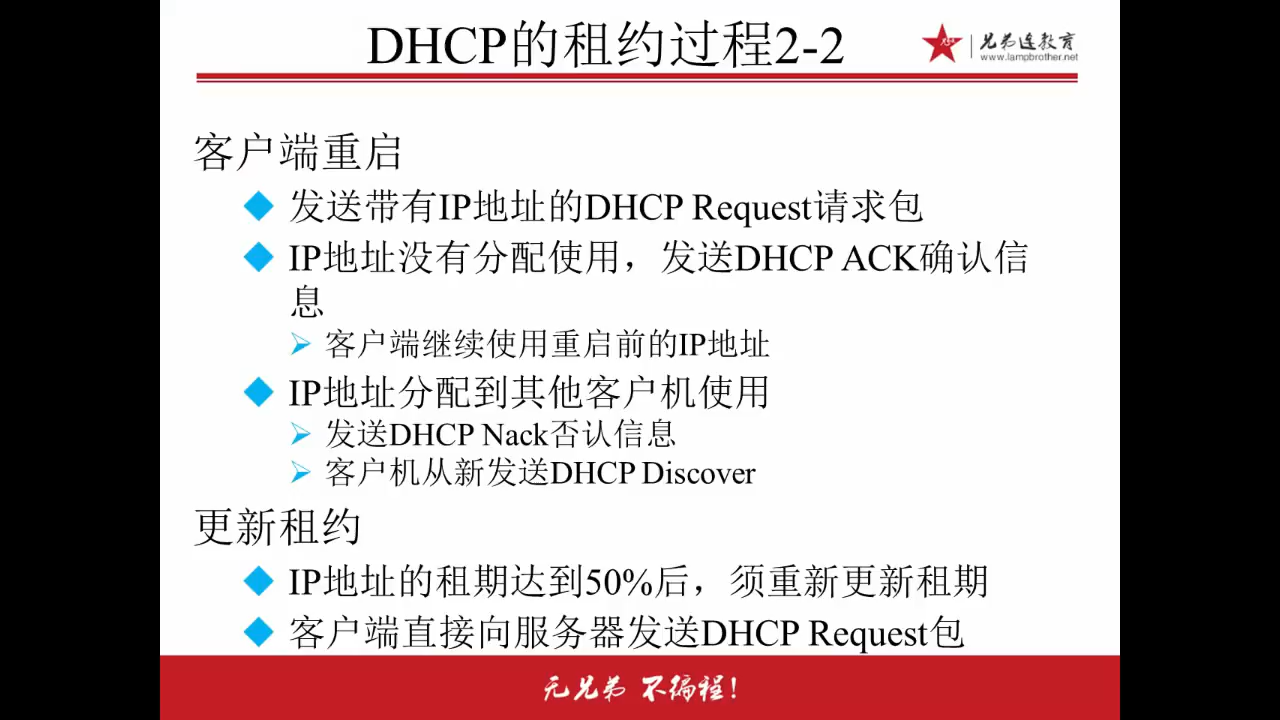 DHCP的租约过程2-2
兄弟连教育
www.lampbrother.net
客户端重启
发送带有IP地址的DHCP Request请求包
IP地址没有分配使用，发送DHCP ACK确认信
息
客户端继续使用重启前的IP地址
IP地址分配到其他客户机使用
发送DHCP Nack否认信息
客户机从新发送DHCP Discover
更新租约
IP地址的租期达到50%后，须重新更新租期
客户端直接向服务器发送DHCP Request包
无兄弟 不编程！